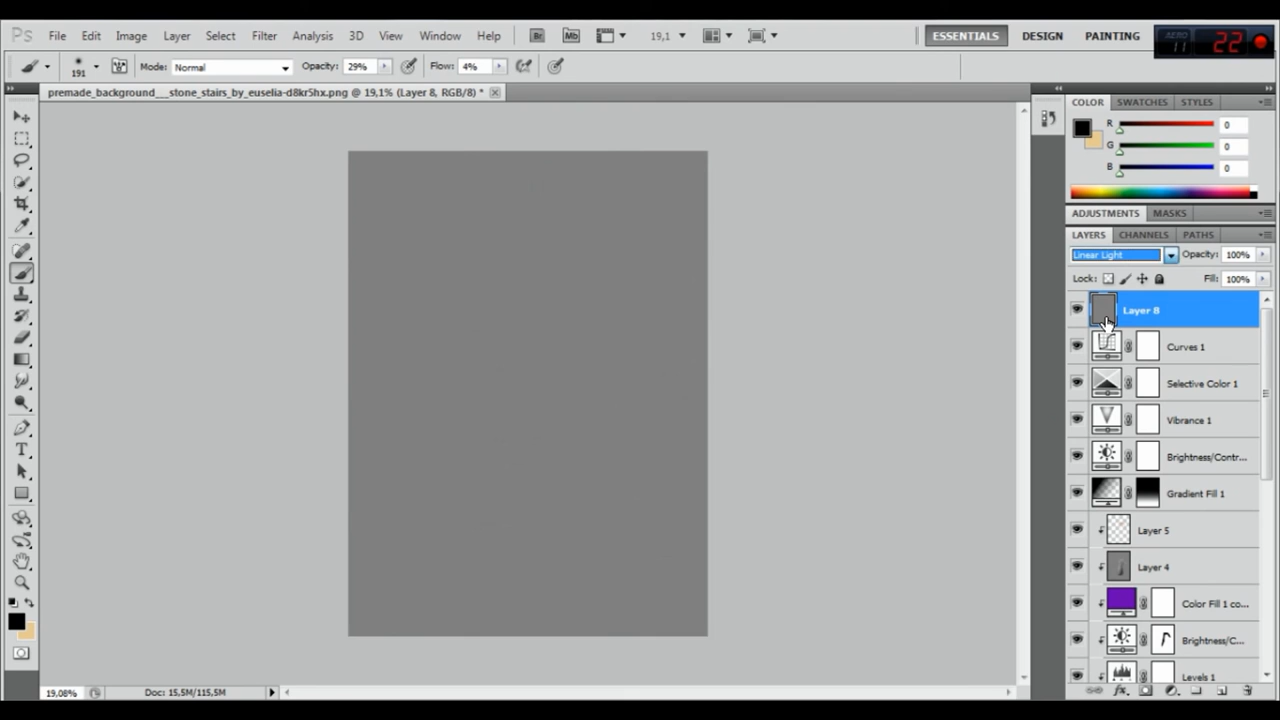 Ps File Edit Image Layer Select Filter Analysis 3D View Window Help Br Mb 19,1 ESSENTIALS DESIGN PAINTING AERO 11 22
191 Mode: Normal Opacity: 29% Flow: 4%
premade_background___stone_stairs_by_euselia-d8kr5hx.png @ 19,1% (Layer 8, RGB/8) *
COLOR SWATCHES STYLES
R 0
G 0
B 0
ADJUSTMENTS MASKS
LAYERS CHANNELS PATHS
Linear Light Opacity: 100%
Lock: Fill: 100%
Layer 8
Curves 1
Selective Color 1
Vibrance 1
Brightness/Contr...
Gradient Fill 1
Layer 5
Layer 4
Color Fill 1 co...
Brightness/C...
Levels 1
19,08% Doc: 15,5M/115,5M